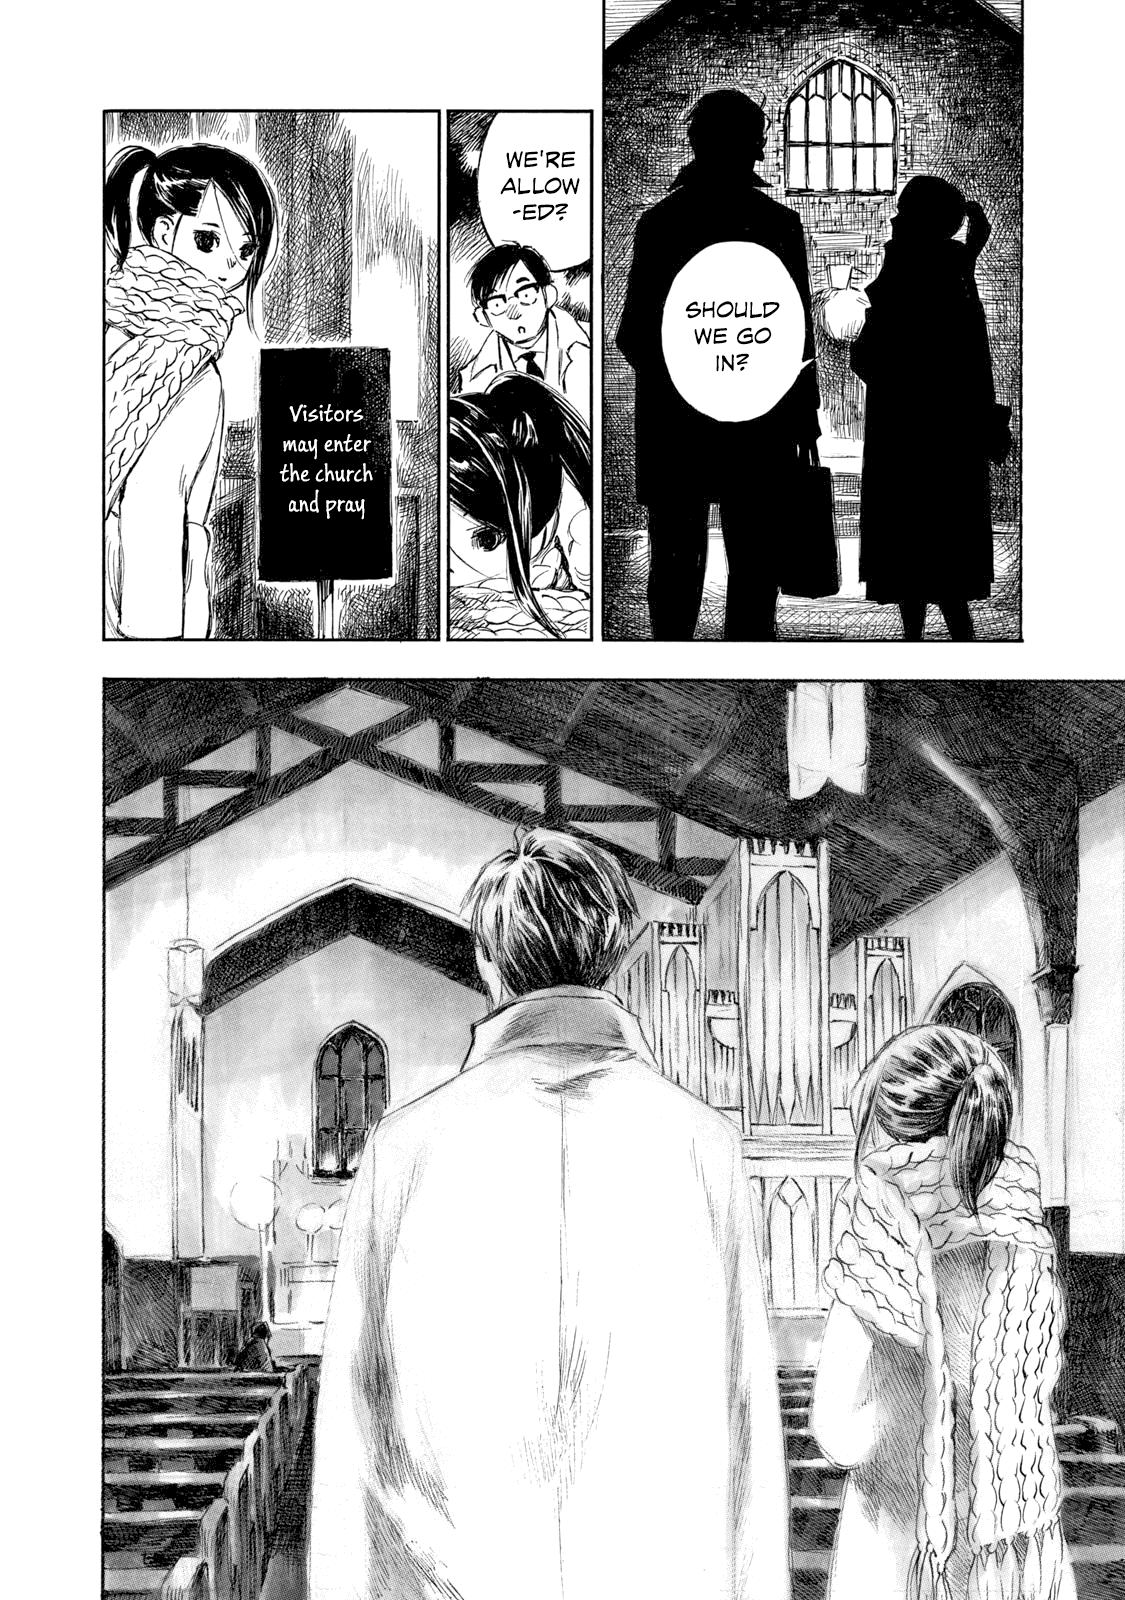 SHOULD
WE GO
IN?
WE'RE
ALLOW
-ED?
Visitors
may enter
the church
and pray